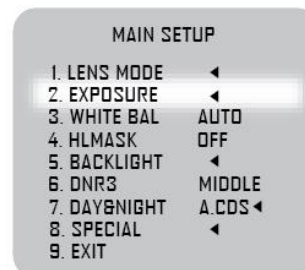 MAIN SETUP
1. LENS MODE ◀
2. EXPOSURE ◀
3. WHITE BAL AUTO
4. HLMASK OFF
5. BACKLIGHT ◀
6. DNR3 MIDDLE
7. DAY&NIGHT A.CDS◀
8. SPECIAL ◀
9. EXIT